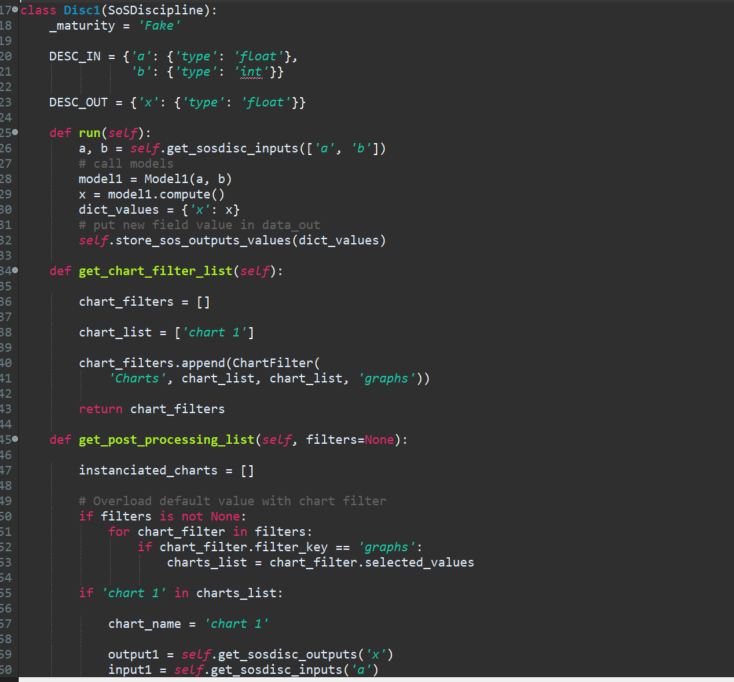 17 class Disc1(SoSDiscipline):
18     _maturity = 'Fake'
19
20     DESC_IN = {'a': {'type': 'float'},
21                'b': {'type': 'int'}}
22
23     DESC_OUT = {'x': {'type': 'float'}}
24
25     def run(self):
26         a, b = self.get_sosdisc_inputs(['a', 'b'])
27         # call models
28         model1 = Model1(a, b)
29         x = model1.compute()
30         dict_values = {'x': x}
31         # put new field value in data_out
32         self.store_sos_outputs_values(dict_values)
33
34     def get_chart_filter_list(self):
35
36         chart_filters = []
37
38         chart_list = ['chart 1']
39
40         chart_filters.append(ChartFilter(
41             'Charts', chart_list, chart_list, 'graphs'))
42
43         return chart_filters
44
45     def get_post_processing_list(self, filters=None):
46
47         instanciated_charts = []
48
49         # Overload default value with chart filter
50         if filters is not None:
51             for chart_filter in filters:
52                 if chart_filter.filter_key == 'graphs':
53                     charts_list = chart_filter.selected_values
54
55         if 'chart 1' in charts_list:
56
57             chart_name = 'chart 1'
58
59             output1 = self.get_sosdisc_outputs('x')
60             input1 = self.get_sosdisc_inputs('a')